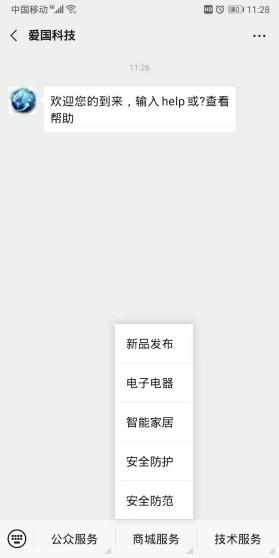 中国移动 4G HD 11:28
爱国科技
11:26
欢迎您的到来，输入help或?查看
帮助
新品发布
电子电器
智能家居
安全防护
安全防范
公众服务 商城服务 技术服务